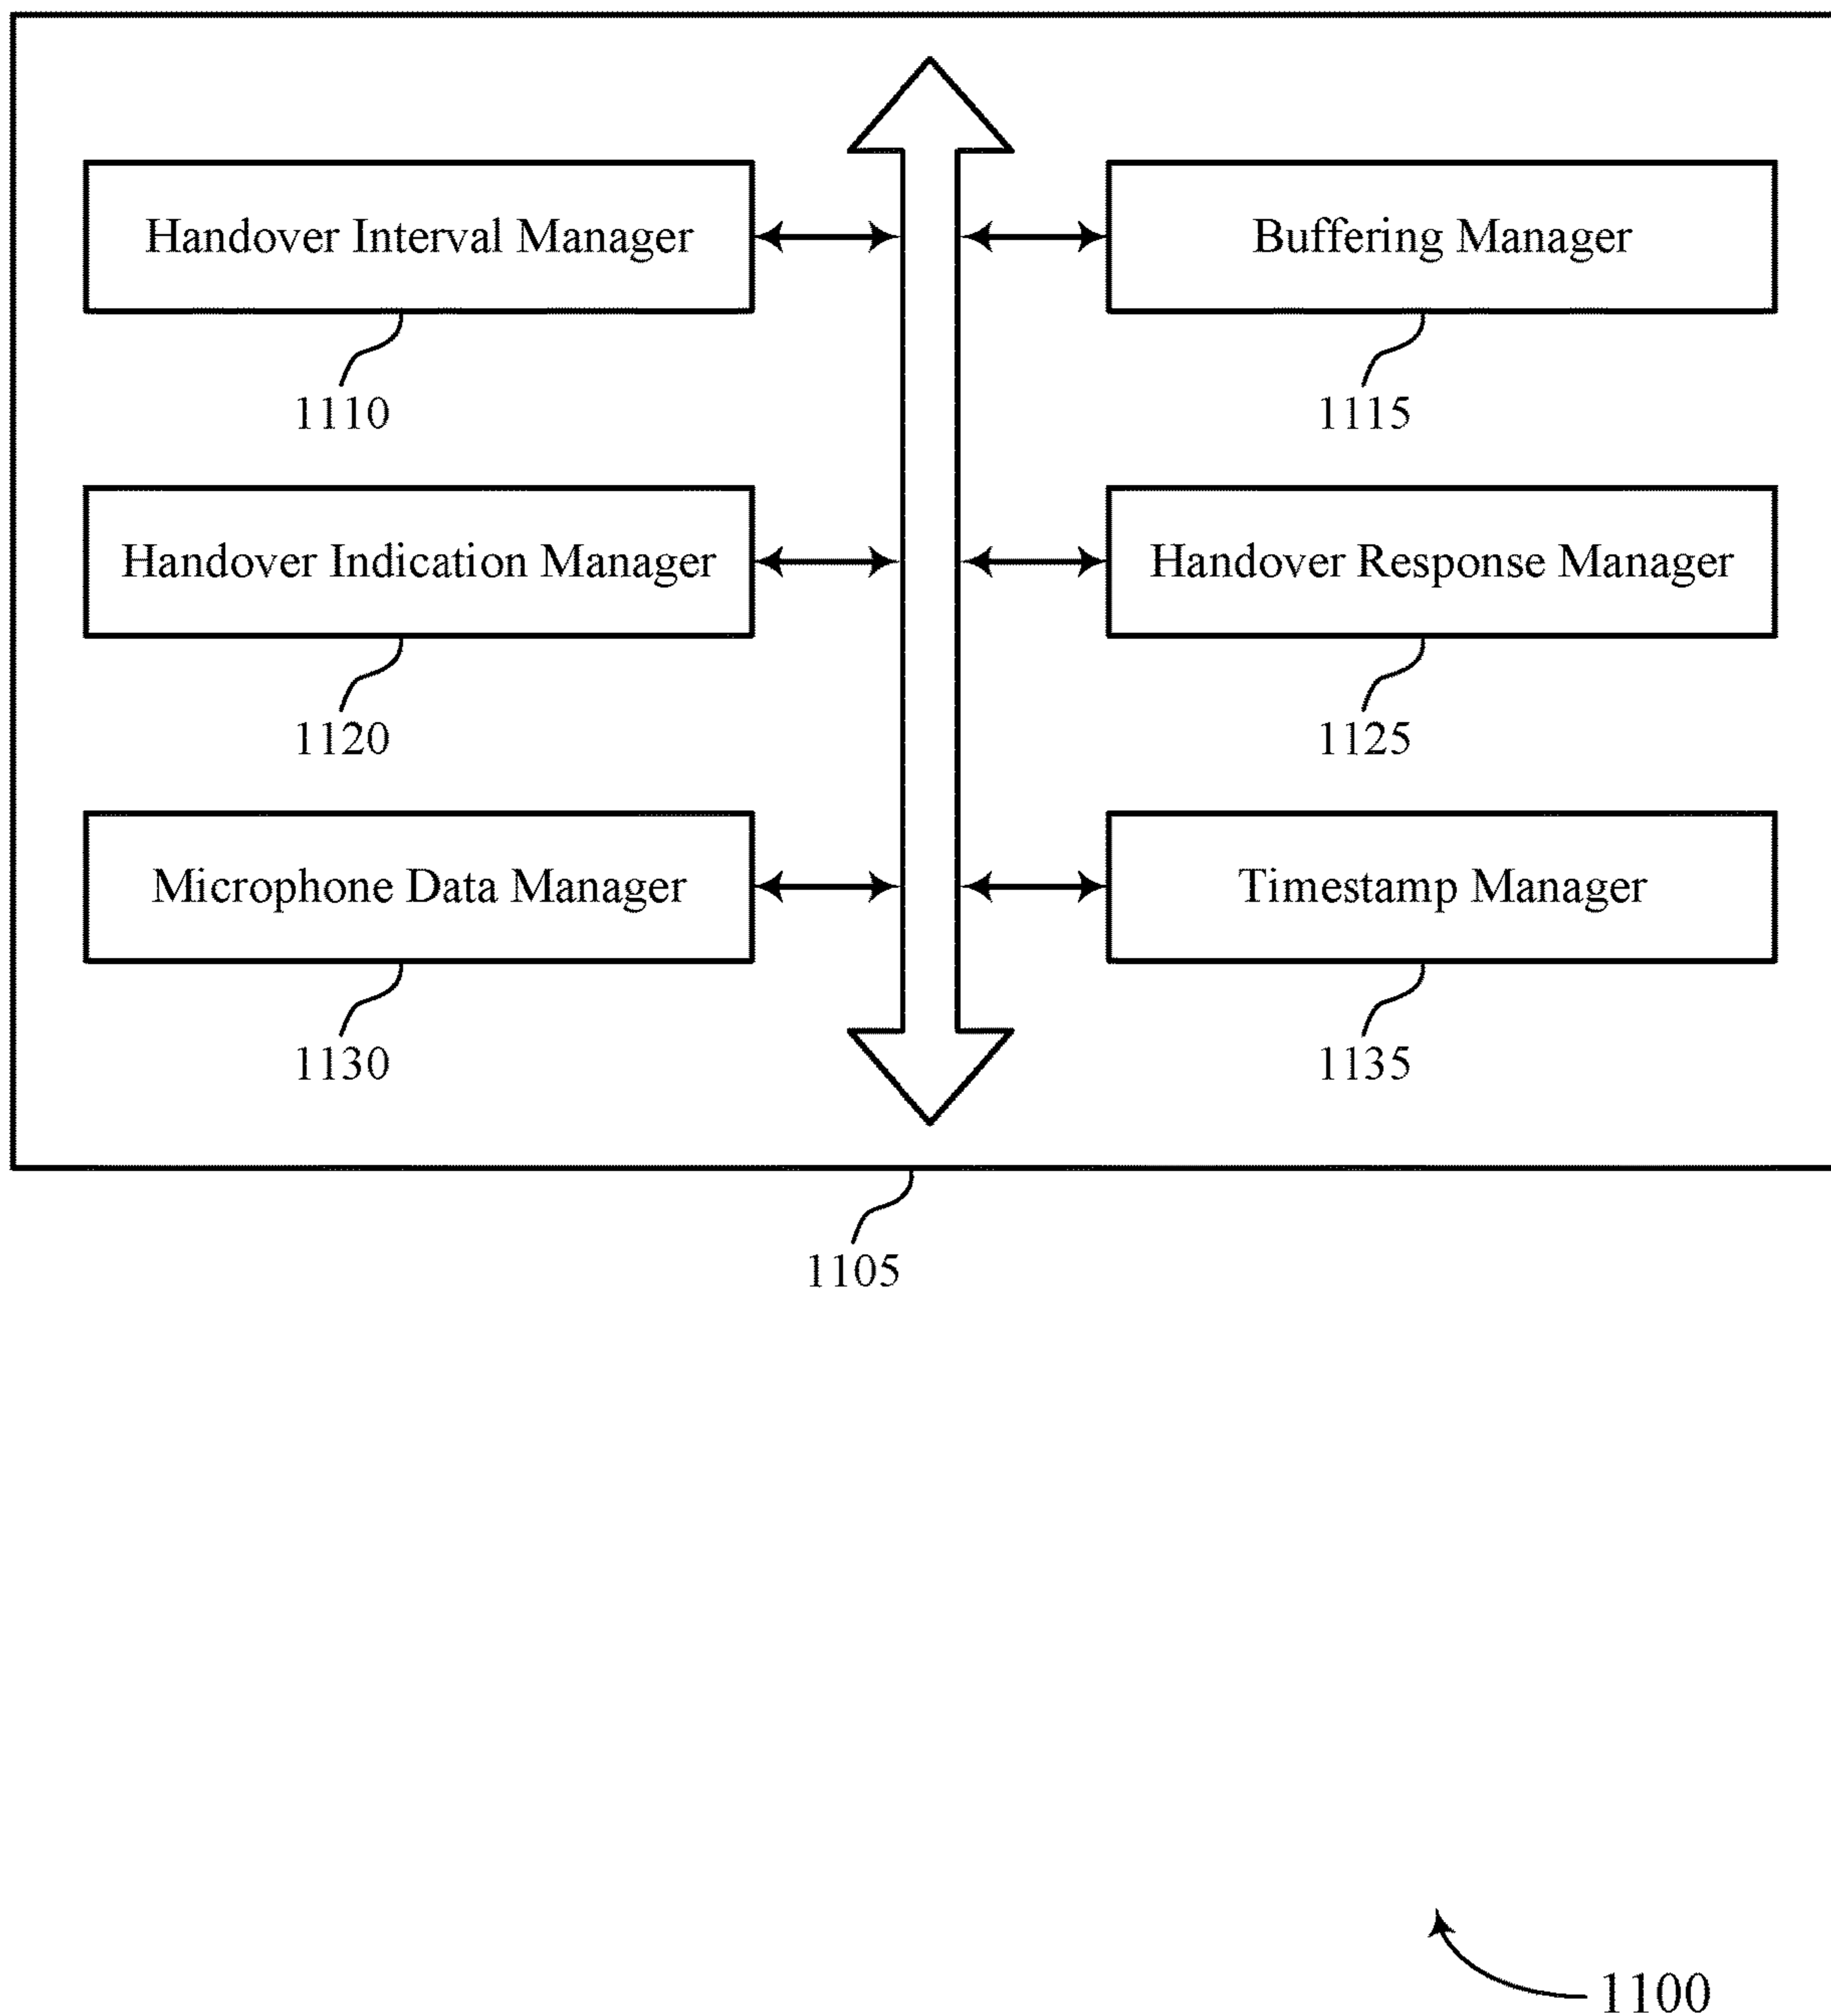 Handover Interval Manager
Buffering Manager
1110
1115
Handover Indication Manager
Handover Response Manager
1120
1125
Microphone Data Manager
Timestamp Manager
1130
1135
1105
1100